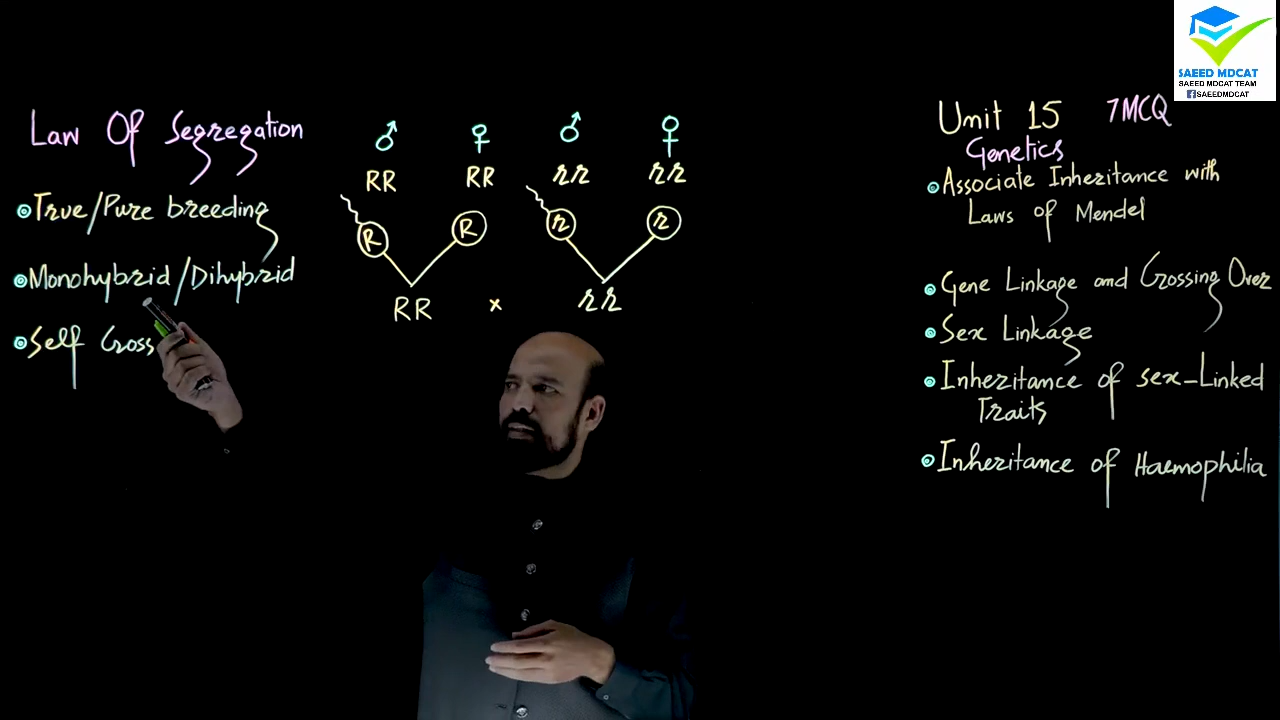 Law Of Segregation
True/Pure breeding
Monohybrid/Dihybrid
Self Cross
♂ ♀ ♂ ♀
RR RR rr rr
R R r r
RR × rr
Unit 15 7MCQ
Genetics
Associate Inheritance with
Laws of Mendel
Gene Linkage and Crossing Over
Sex Linkage
Inheritance of sex-Linked
Traits
Inheritance of Haemophilia
SAEED MDCAT
SAEED MDCAT TEAM
SAEEDMDCAT